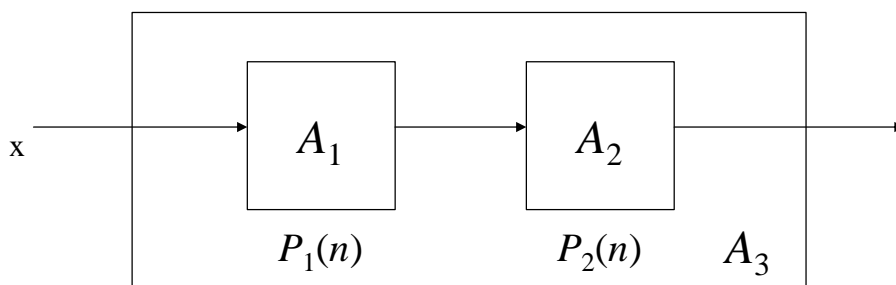 x
A₁
A₂
P₁(n)
P₂(n)
A₃